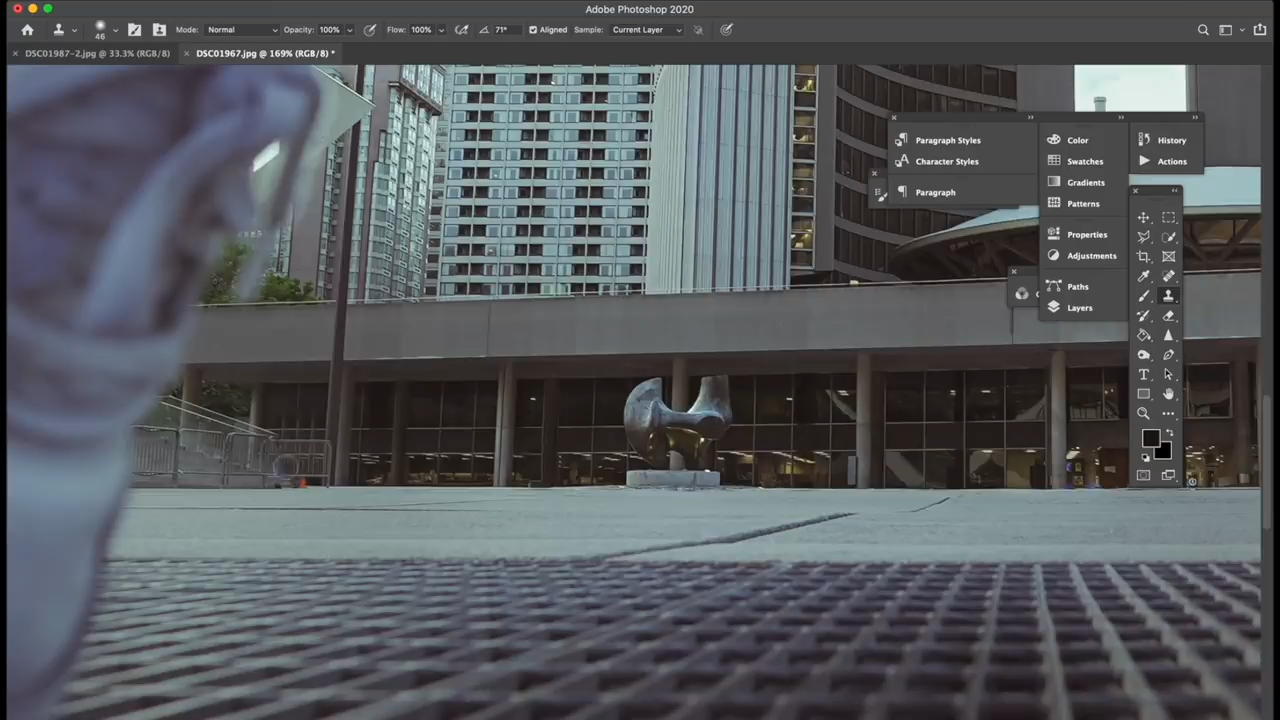 Adobe Photoshop 2020
46
Mode: Normal Opacity: 100% Flow: 100% 71° Aligned Sample: Current Layer
DSC01987-2.jpg @ 33.3% (RGB/8)
DSC01967.jpg @ 169% (RGB/8) *
Paragraph Styles
Character Styles
Paragraph
Color
Swatches
Gradients
Patterns
Properties
Adjustments
Paths
Layers
History
Actions